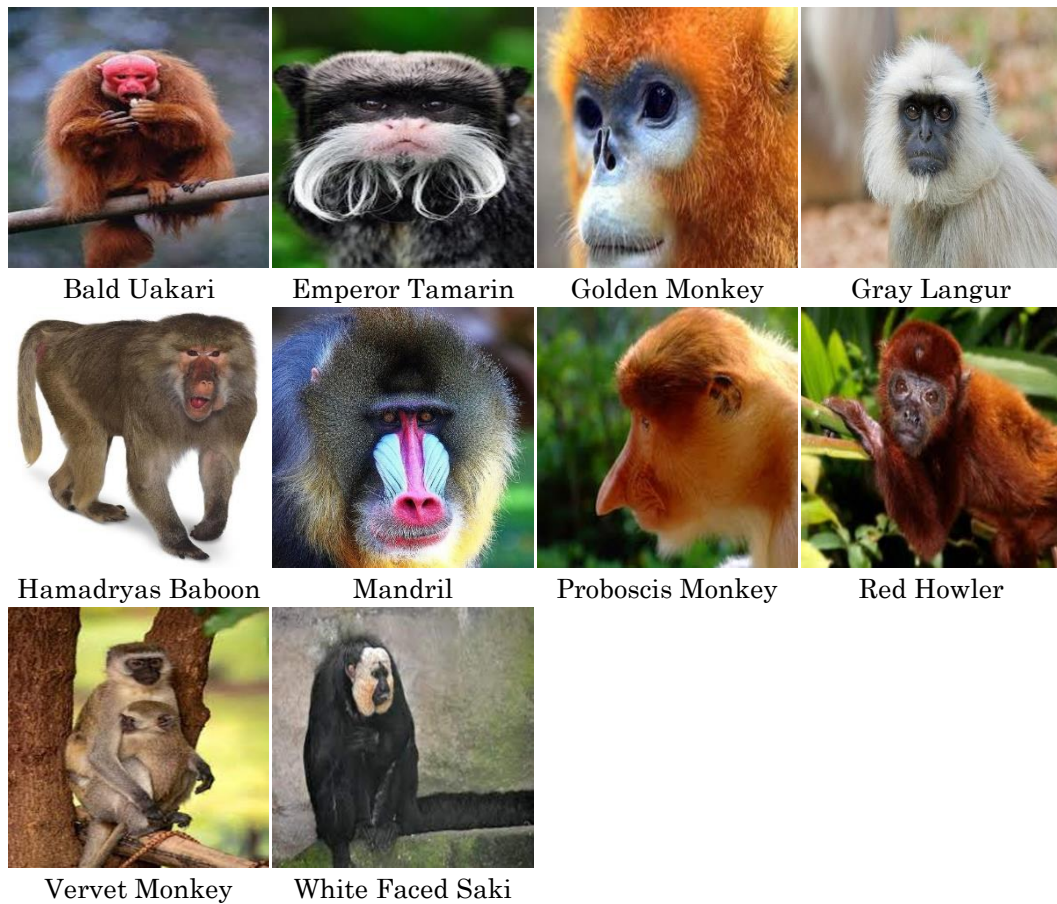 Bald Uakari
Emperor Tamarin
Golden Monkey
Gray Langur
Hamadryas Baboon
Mandril
Proboscis Monkey
Red Howler
Vervet Monkey
White Faced Saki